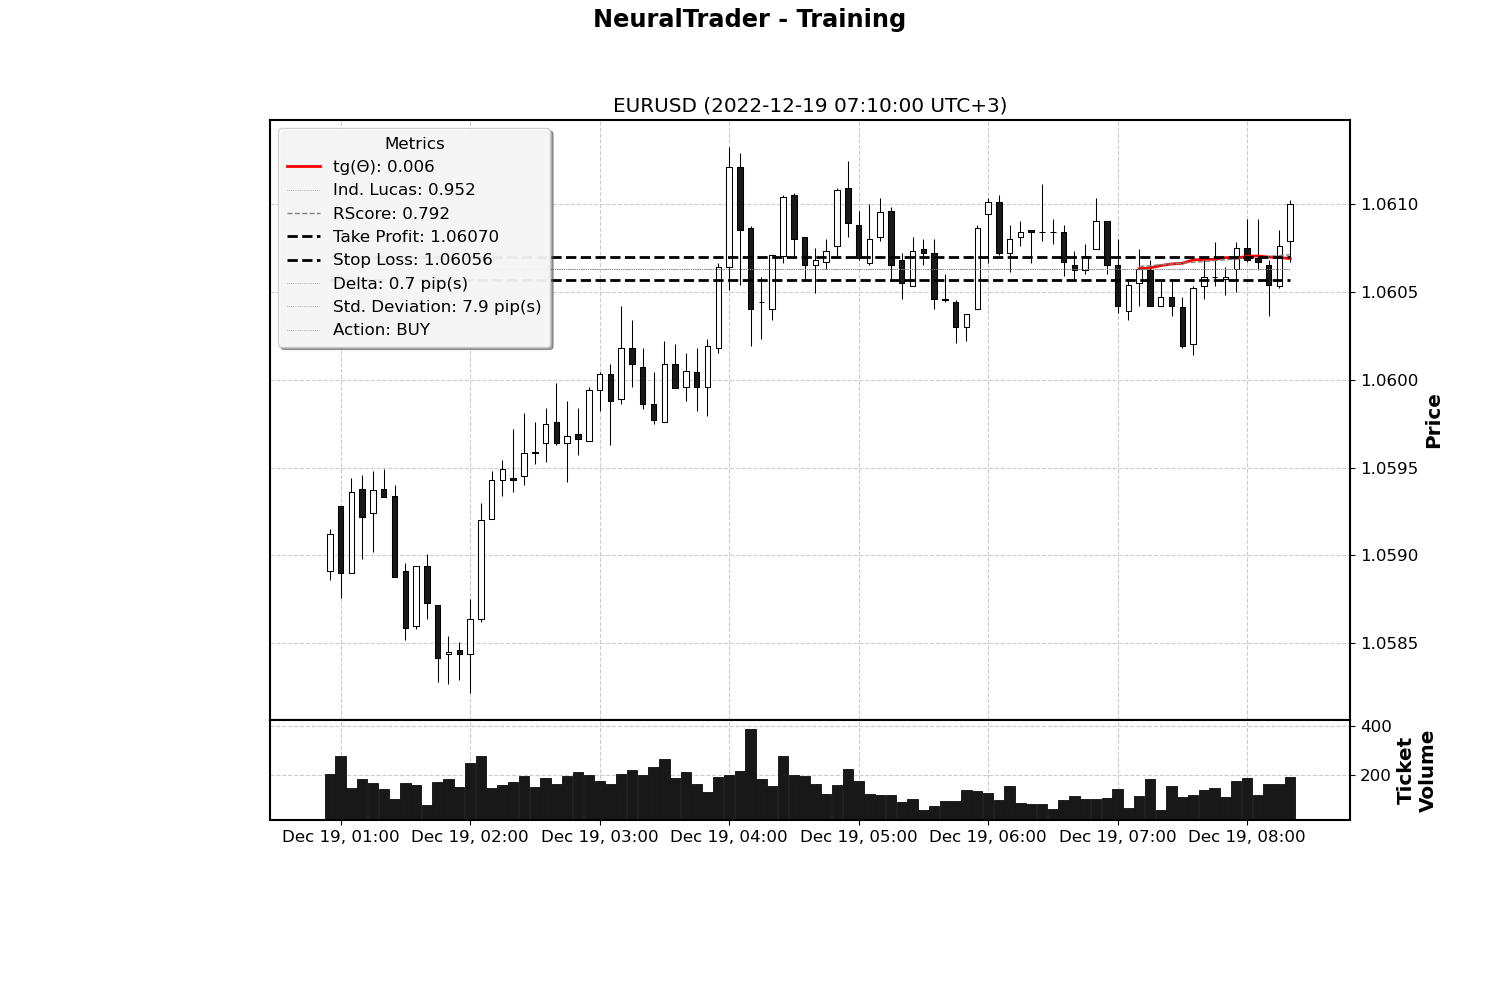 NeuralTrader - Training
EURUSD (2022-12-19 07:10:00 UTC+3)
Metrics
tg(Θ): 0.006
Ind. Lucas: 0.952
RScore: 0.792
Take Profit: 1.06070
Stop Loss: 1.06056
Delta: 0.7 pip(s)
Std. Deviation: 7.9 pip(s)
Action: BUY
1.0610
1.0605
1.0600
1.0595
1.0590
1.0585
Price
400
200
Ticket
Volume
Dec 19, 01:00 Dec 19, 02:00 Dec 19, 03:00 Dec 19, 04:00 Dec 19, 05:00 Dec 19, 06:00 Dec 19, 07:00 Dec 19, 08:00